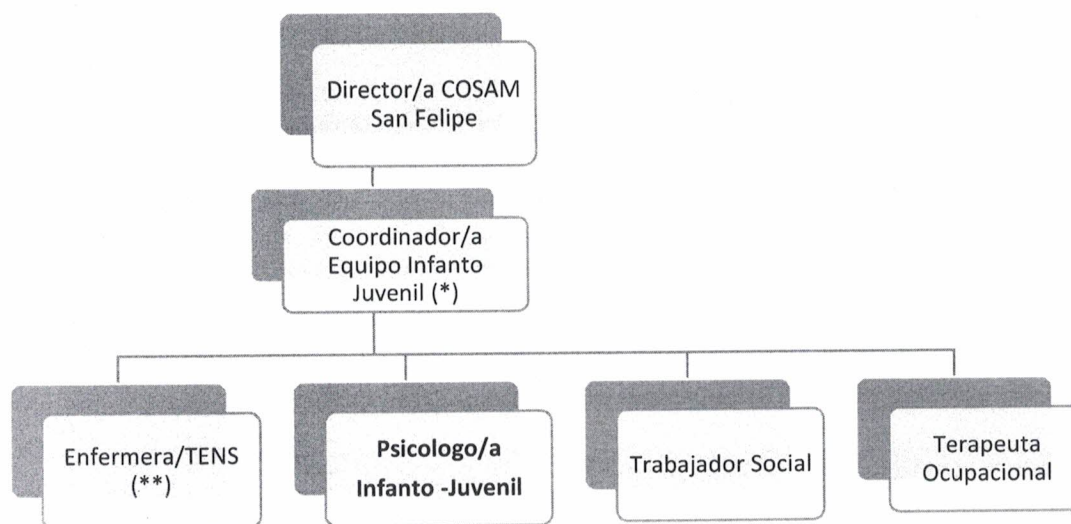 Director/a COSAM
San Felipe
Coordinador/a
Equipo Infanto
Juvenil (*)
Enfermera/TENS
(**)
Psicologo/a
Infanto -Juvenil
Trabajador Social
Terapeuta
Ocupacional